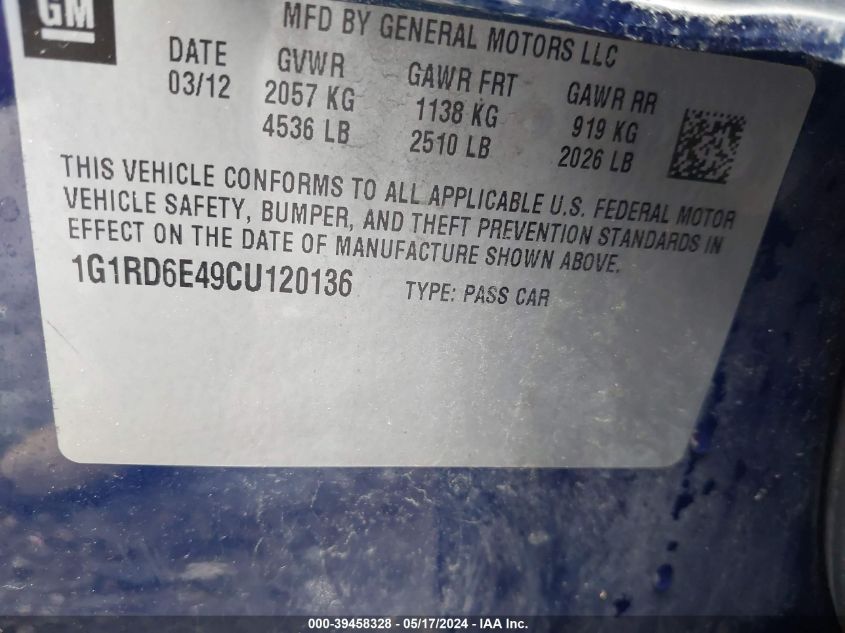 GM
MFD BY GENERAL MOTORS LLC
DATE GVWR GAWR FRT GAWR RR
03/12 2057 KG 1138 KG 919 KG
4536 LB 2510 LB 2026 LB
THIS VEHICLE CONFORMS TO ALL APPLICABLE U.S. FEDERAL MOTOR
VEHICLE SAFETY, BUMPER, AND THEFT PREVENTION STANDARDS IN
EFFECT ON THE DATE OF MANUFACTURE SHOWN ABOVE.
1G1RD6E49CU120136 TYPE: PASS CAR
000-39458328 - 05/17/2024 - IAA Inc.